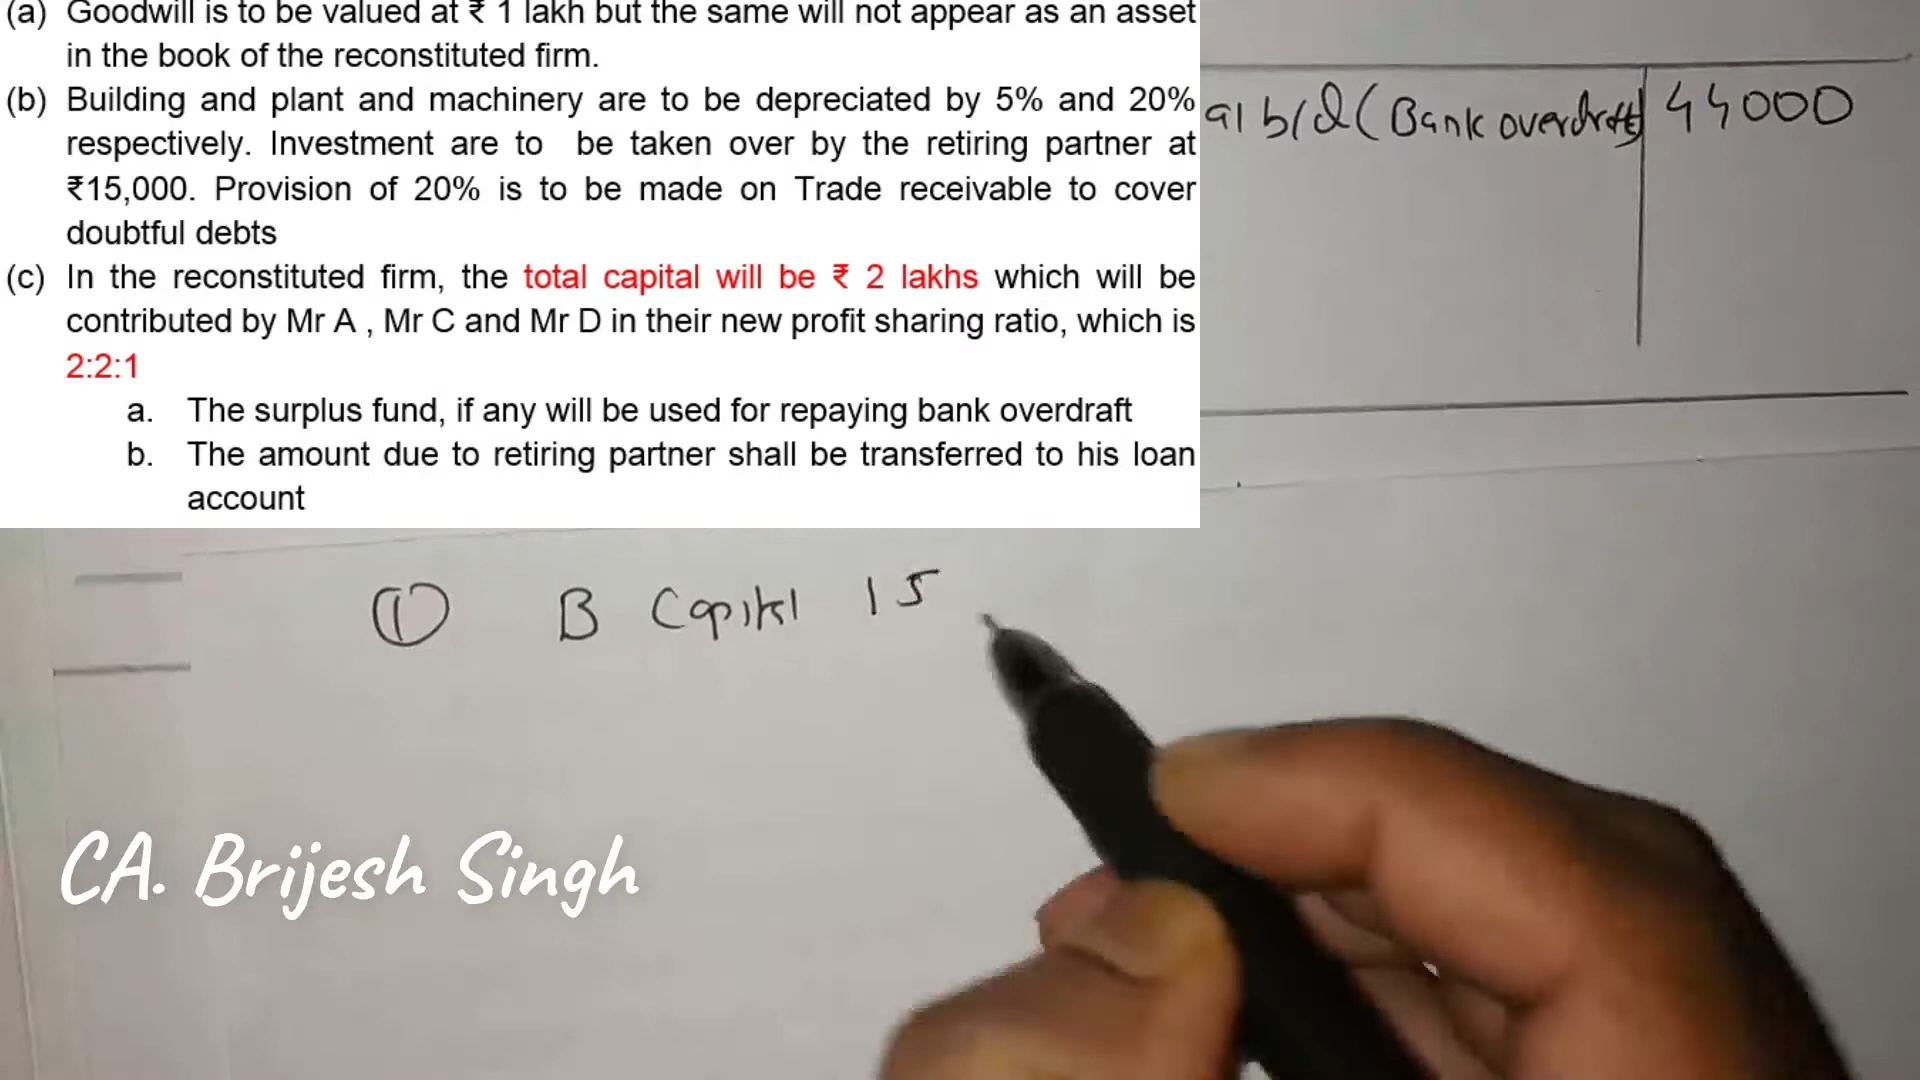 (a) Goodwill is to be valued at ₹ 1 lakh but the same will not appear as an asset
in the book of the reconstituted firm.
(b) Building and plant and machinery are to be depreciated by 5% and 20%
respectively. Investment are to be taken over by the retiring partner at
₹15,000. Provision of 20% is to be made on Trade receivable to cover
doubtful debts
(c) In the reconstituted firm, the total capital will be ₹ 2 lakhs which will be
contributed by Mr A , Mr C and Mr D in their new profit sharing ratio, which is
2:2:1
a. The surplus fund, if any will be used for repaying bank overdraft
b. The amount due to retiring partner shall be transferred to his loan
account
al b/d (Bank overdraft) 44000
① B Capital 15
CA. Brijesh Singh